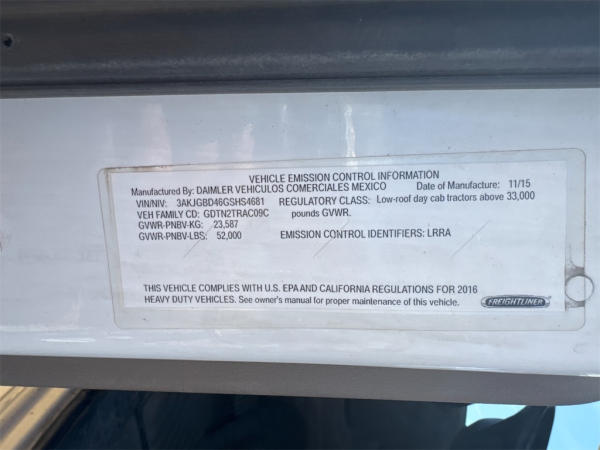 VEHICLE EMISSION CONTROL INFORMATION
Manufactured By: DAIMLER VEHICULOS COMERCIALES MEXICO Date of Manufacture: 11/15
VIN/NIV: 3AKJGBD46GSHS4681 REGULATORY CLASS: Low-roof day cab tractors above 33,000
VEH FAMILY CD: GDTN2TRAC09C pounds GVWR.
GVWR-PNBV-KG: 23,587
GVWR-PNBV-LBS: 52,000 EMISSION CONTROL IDENTIFIERS: LRRA
THIS VEHICLE COMPLIES WITH U.S. EPA AND CALIFORNIA REGULATIONS FOR 2016
HEAVY DUTY VEHICLES. See owner's manual for proper maintenance of this vehicle. FREIGHTLINER